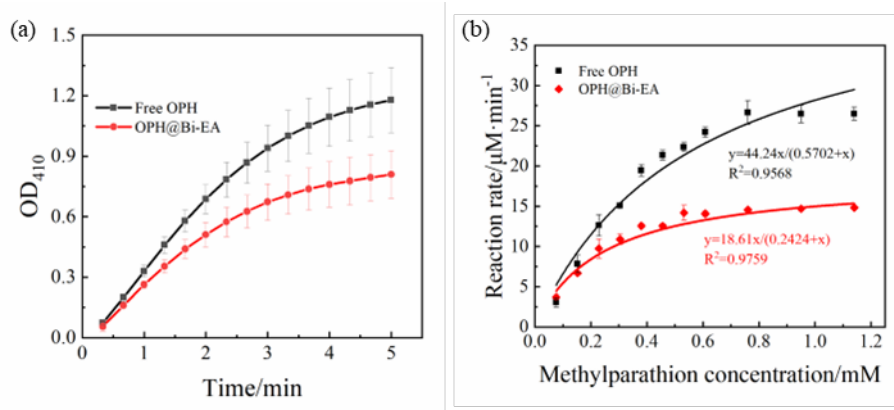 (a)
1.5
1.2
0.9
0.6
0.3
0.0
OD410
Free OPH
OPH@Bi-EA
0 1 2 3 4 5
Time/min
(b)
35
30
25
20
15
10
5
0
Reaction rate/μM·min⁻¹
Free OPH
OPH@Bi-EA
y=44.24x/(0.5702+x)
R²=0.9568
y=18.61x/(0.2424+x)
R²=0.9759
0.0 0.2 0.4 0.6 0.8 1.0 1.2
Methylparathion concentration/mM